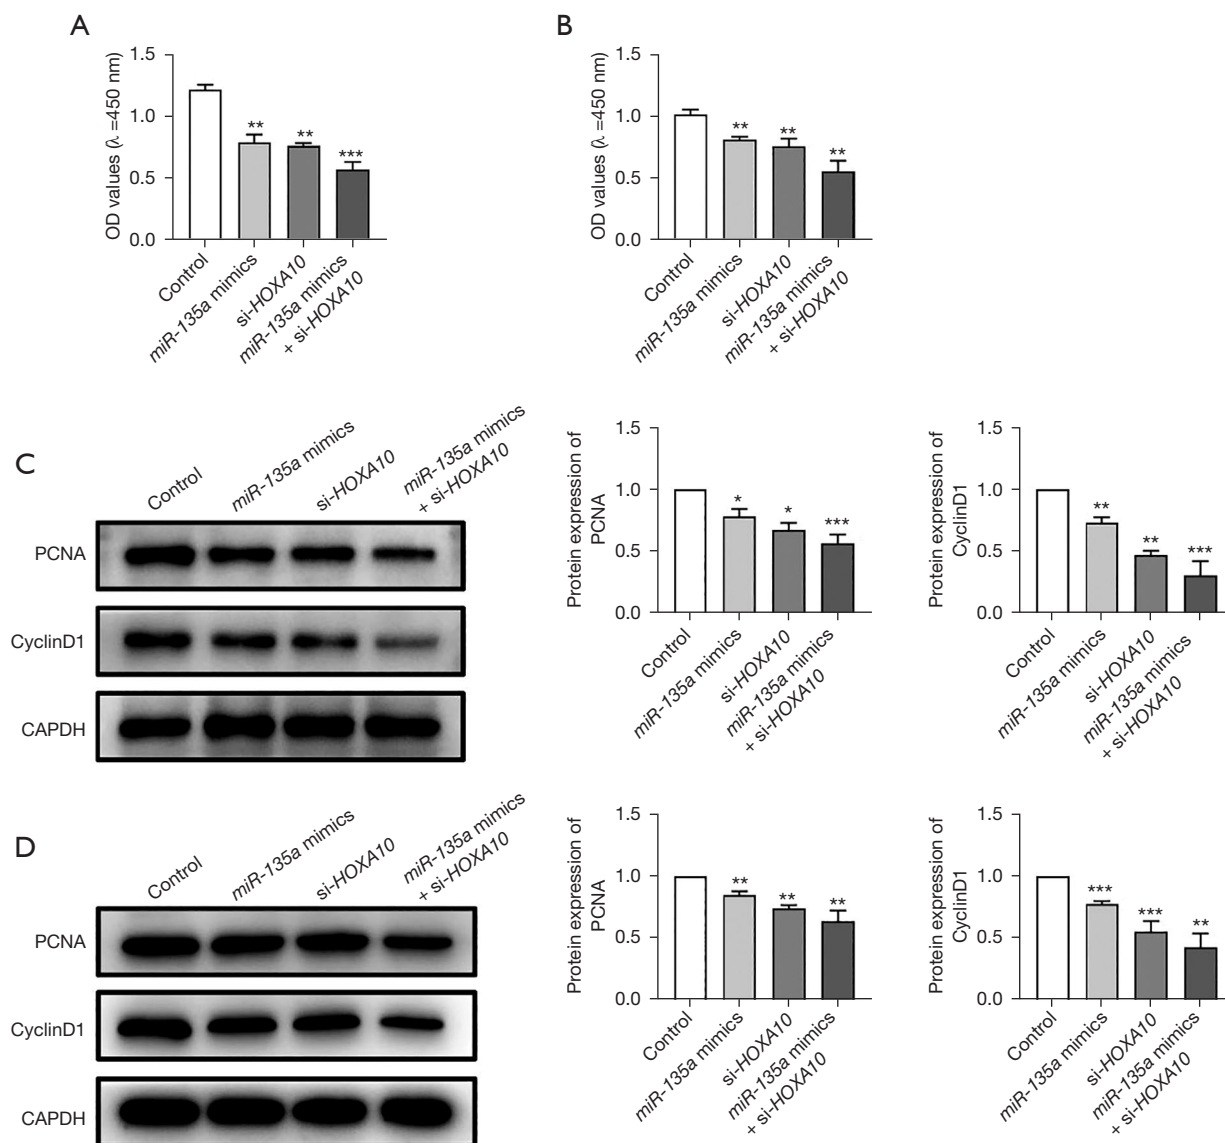 A
OD values (λ =450 nm)
1.5
1.0
0.5
0.0
**
**
***
Control
miR-135a mimics
si-HOXA10
miR-135a mimics
+ si-HOXA10
B
OD values (λ =450 nm)
1.5
1.0
0.5
0.0
**
**
**
Control
miR-135a mimics
si-HOXA10
miR-135a mimics
+ si-HOXA10
C
Control
miR-135a mimics
si-HOXA10
miR-135a mimics
+ si-HOXA10
PCNA
CyclinD1
CAPDH
Protein expression of
PCNA
1.5
1.0
0.5
0.0
*
*
***
Control
miR-135a mimics
si-HOXA10
miR-135a mimics
+ si-HOXA10
Protein expression of
CyclinD1
1.5
1.0
0.5
0.0
**
**
***
Control
miR-135a mimics
si-HOXA10
miR-135a mimics
+ si-HOXA10
D
Control
miR-135a mimics
si-HOXA10
miR-135a mimics
+ si-HOXA10
PCNA
CyclinD1
CAPDH
Protein expression of
PCNA
1.5
1.0
0.5
0.0
**
**
**
Control
miR-135a mimics
si-HOXA10
miR-135a mimics
+ si-HOXA10
Protein expression of
CyclinD1
1.5
1.0
0.5
0.0
***
***
**
Control
miR-135a mimics
si-HOXA10
miR-135a mimics
+ si-HOXA10